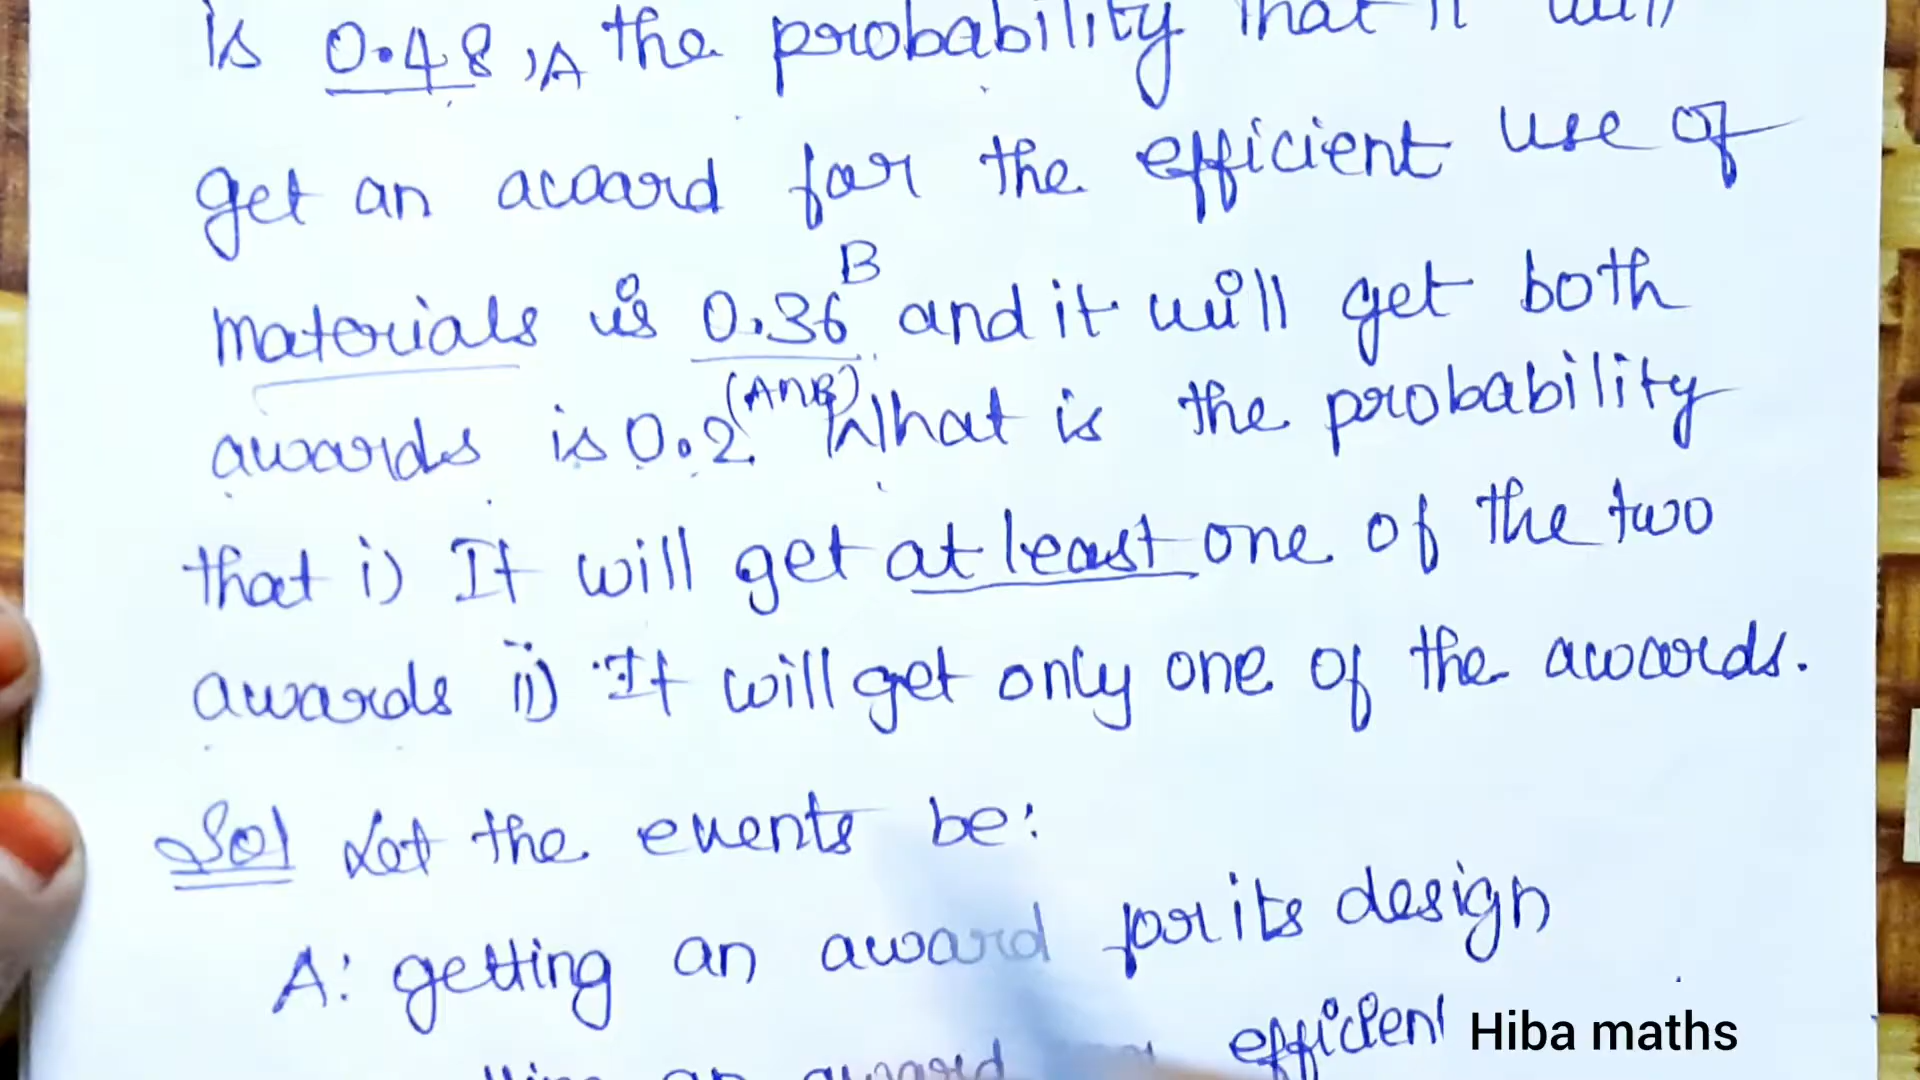 is 0.48, A the probability that it will
get an award for the efficient use of
B
materials is 0.36 and it will get both
(A∩B)
awards is 0.2. What is the probability
that i) It will get at least one of the two
awards ii) It will get only one of the awards.
Sol Let the events be:
A: getting an award for its design
an award efficient
Hiba maths